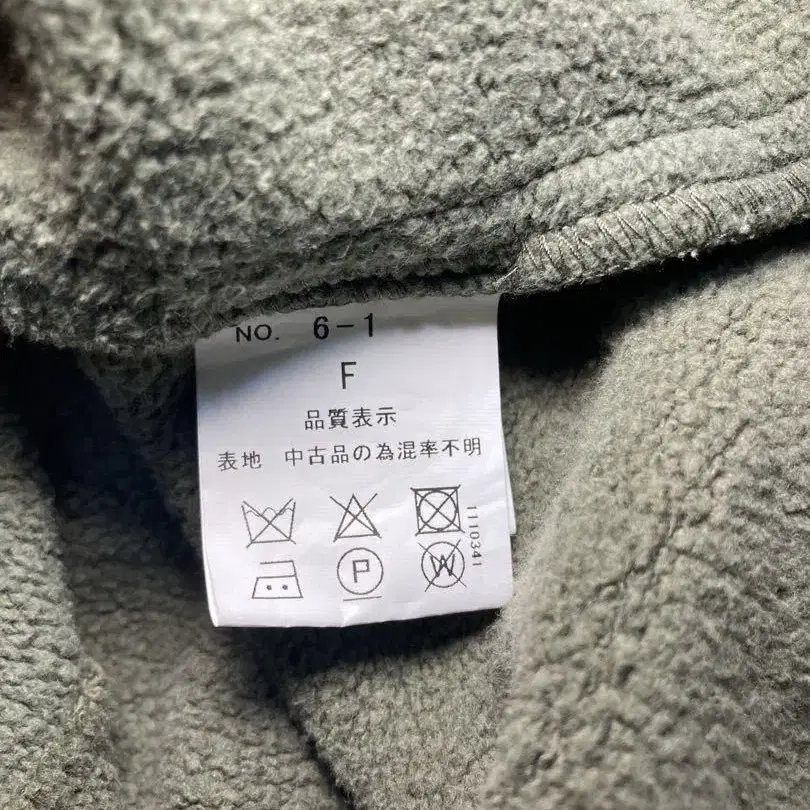 NO. 6-1
F
品質表示
表地 中古品の為混率不明
1110341
P W